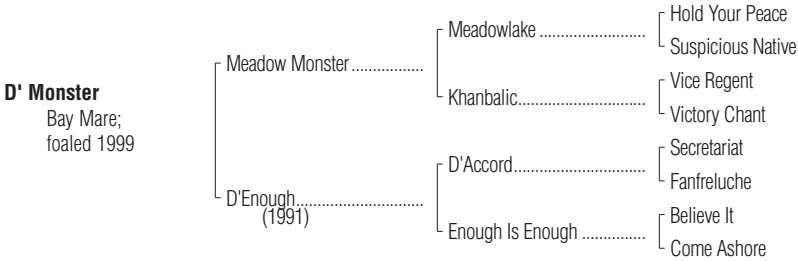 Hold Your Peace
Meadowlake ........................
Suspicious Native
Meadow Monster................
Vice Regent
Khanbalic.............................
Victory Chant
D' Monster
Bay Mare;
foaled 1999
Secretariat
D'Accord..............................
Fanfreluche
D'Enough.............................
(1991)
Believe It
Enough Is Enough ..............
Come Ashore